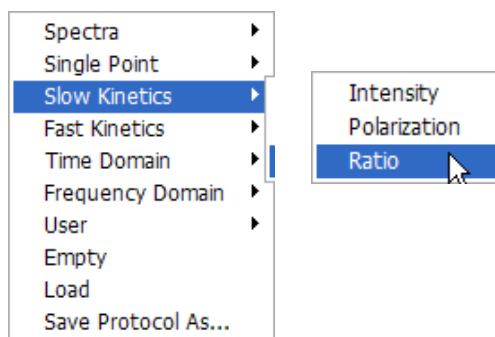 Spectra
Single Point
Slow Kinetics
Fast Kinetics
Time Domain
Frequency Domain
User
Empty
Load
Save Protocol As...
Intensity
Polarization
Ratio